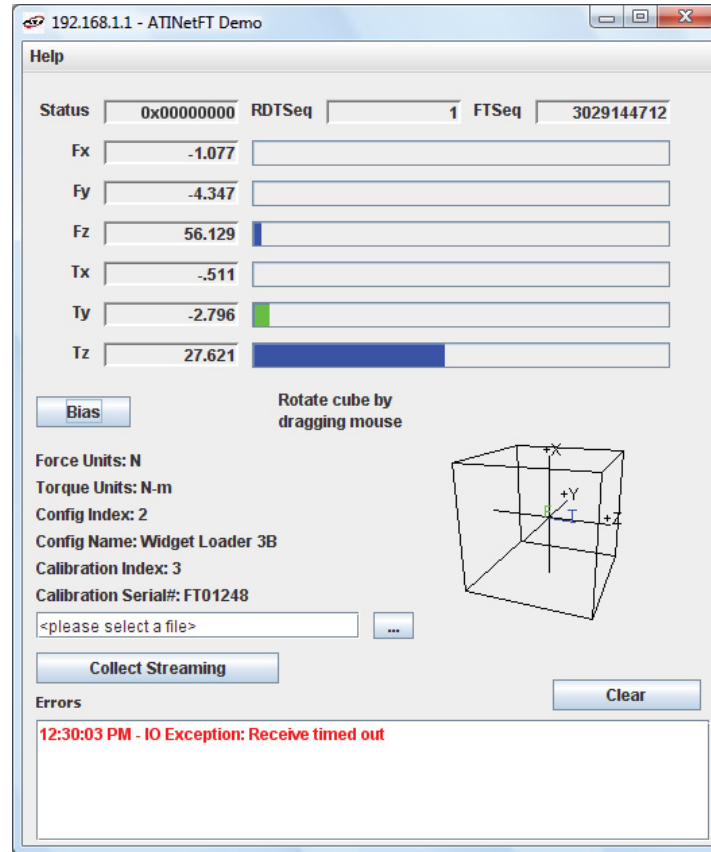 192.168.1.1 - ATINetFT Demo
Help
Status 0x00000000 RDTSeq 1 FTSeq 3029144712
Fx -1.077
Fy -4.347
Fz 56.129
Tx -.511
Ty -2.796
Tz 27.621
Bias
Rotate cube by
dragging mouse
Force Units: N
Torque Units: N-m
Config Index: 2
Config Name: Widget Loader 3B
Calibration Index: 3
Calibration Serial#: FT01248
+X
+Y
F T +Z
<please select a file> ...
Collect Streaming
Clear
Errors
12:30:03 PM - IO Exception: Receive timed out